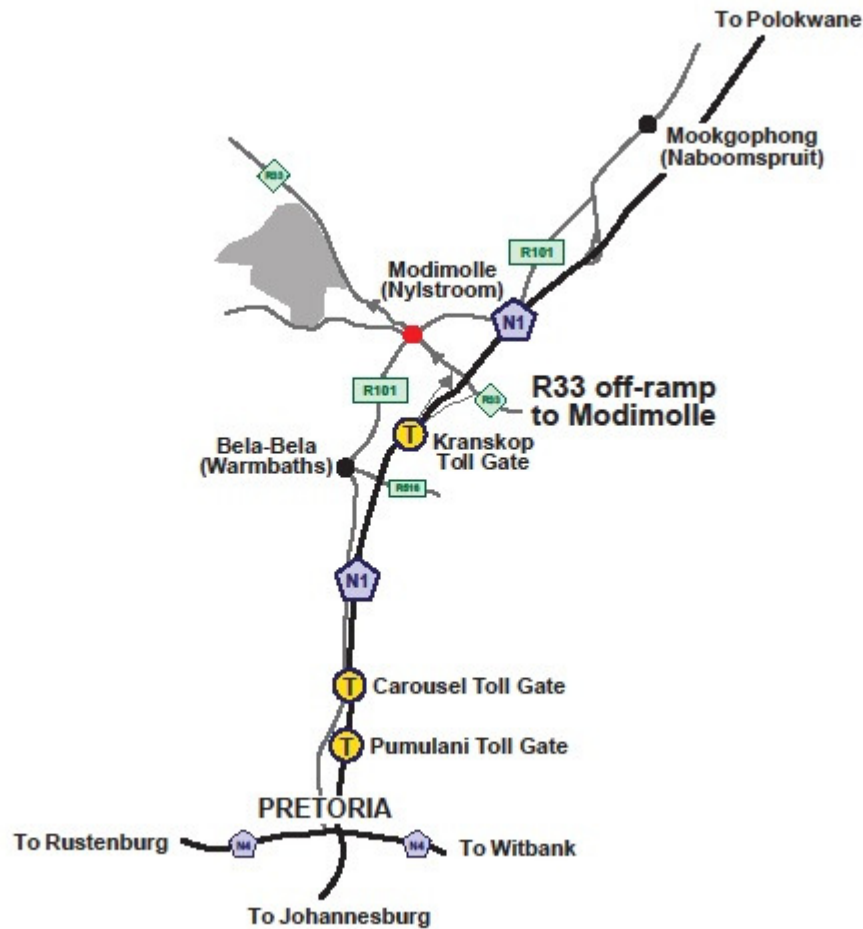 To Polokwane
Mookgophong
(Naboomspruit)
R33
R101
Modimolle
(Nylstroom)
N1
R33 off-ramp
to Modimolle
R101
R33
T
Kranskop
Toll Gate
Bela-Bela
(Warmbaths)
R516
N1
T
Carousel Toll Gate
T
Pumulani Toll Gate
PRETORIA
To Rustenburg
N4
N4
To Witbank
To Johannesburg